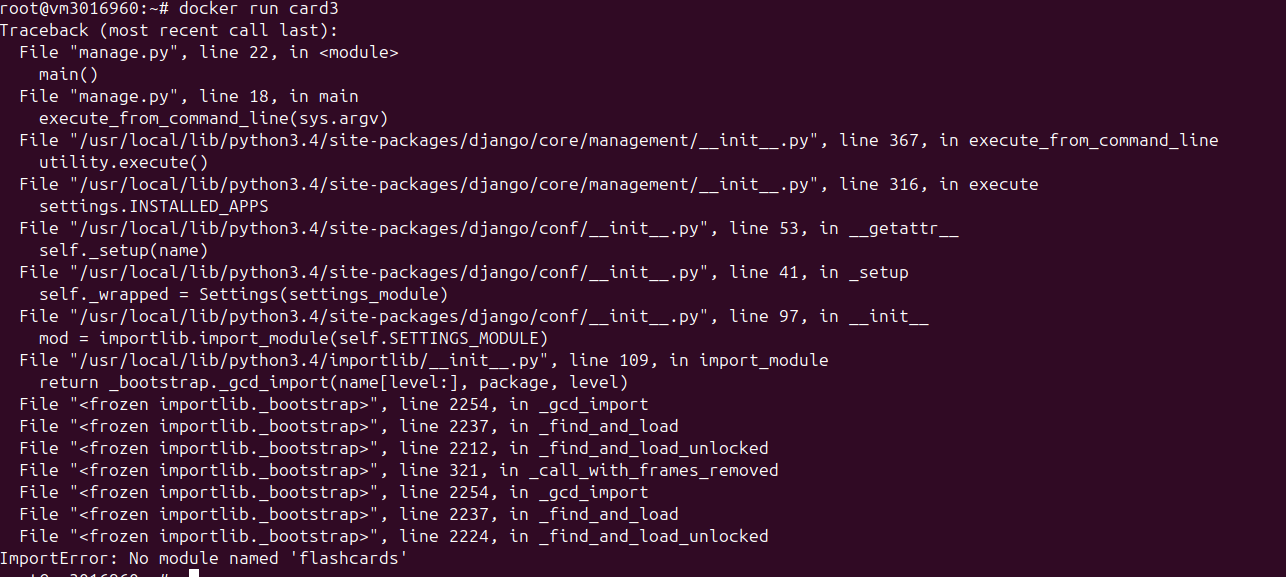 root@vm3016960:~# docker run card3
Traceback (most recent call last):
  File "manage.py", line 22, in <module>
    main()
  File "manage.py", line 18, in main
    execute_from_command_line(sys.argv)
  File "/usr/local/lib/python3.4/site-packages/django/core/management/__init__.py", line 367, in execute_from_command_line
    utility.execute()
  File "/usr/local/lib/python3.4/site-packages/django/core/management/__init__.py", line 316, in execute
    settings.INSTALLED_APPS
  File "/usr/local/lib/python3.4/site-packages/django/conf/__init__.py", line 53, in __getattr__
    self._setup(name)
  File "/usr/local/lib/python3.4/site-packages/django/conf/__init__.py", line 41, in _setup
    self._wrapped = Settings(settings_module)
  File "/usr/local/lib/python3.4/site-packages/django/conf/__init__.py", line 97, in __init__
    mod = importlib.import_module(self.SETTINGS_MODULE)
  File "/usr/local/lib/python3.4/importlib/__init__.py", line 109, in import_module
    return _bootstrap._gcd_import(name[level:], package, level)
  File "<frozen importlib._bootstrap>", line 2254, in _gcd_import
  File "<frozen importlib._bootstrap>", line 2237, in _find_and_load
  File "<frozen importlib._bootstrap>", line 2212, in _find_and_load_unlocked
  File "<frozen importlib._bootstrap>", line 321, in _call_with_frames_removed
  File "<frozen importlib._bootstrap>", line 2254, in _gcd_import
  File "<frozen importlib._bootstrap>", line 2237, in _find_and_load
  File "<frozen importlib._bootstrap>", line 2224, in _find_and_load_unlocked
ImportError: No module named 'flashcards'
root@vm3016960:~#